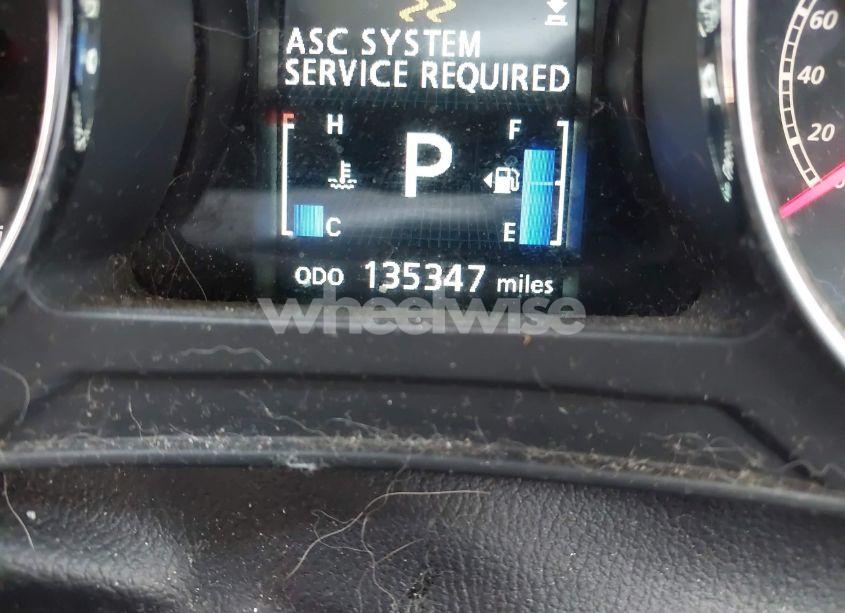 ASC SYSTEM
SERVICE REQUIRED
H
F
P
C
E
ODO 135347 miles
60
40
20
wheelwise